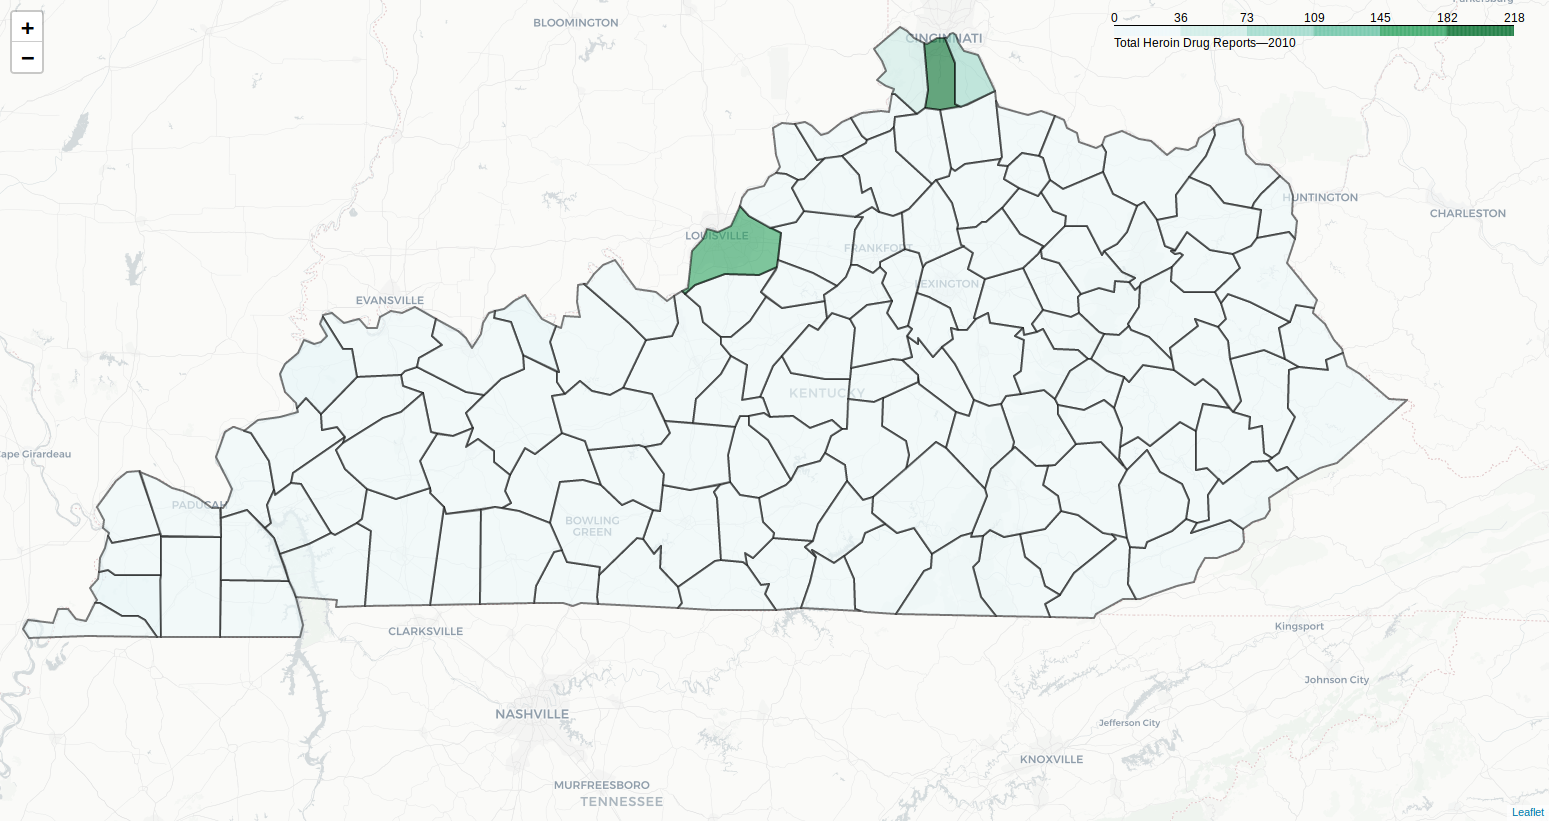 +
−
BLOOMINGTON
Parkersburg
0 36 73 109 145 182 218
Total Heroin Drug Reports—2010
CINCINNATI
HUNTINGTON
CHARLESTON
LOUISVILLE
FRANKFORT
LEXINGTON
EVANSVILLE
KENTUCKY
Cape Girardeau
PADUCAH
BOWLING
GREEN
CLARKSVILLE
Kingsport
Johnson City
NASHVILLE
Jefferson City
KNOXVILLE
MURFREESBORO
TENNESSEE
Leaflet